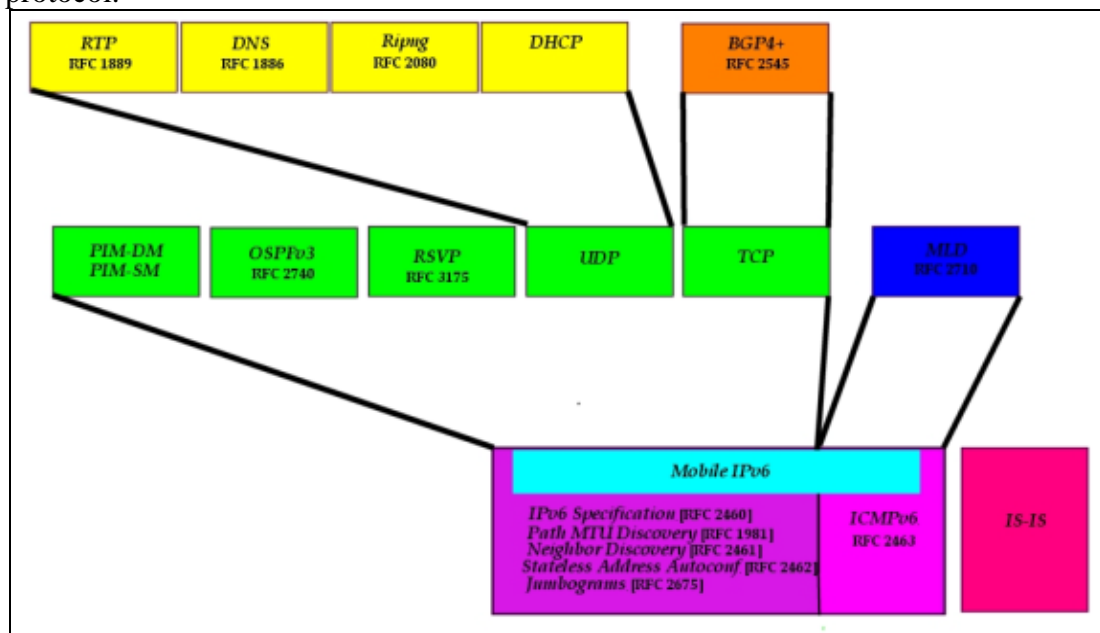 protocol.
RTP
RFC 1889
DNS
RFC 1886
Ripng
RFC 2080
DHCP
BGP4+
RFC 2545
PIM-DM
PIM-SM
OSPFv3
RFC 2740
RSVP
RFC 3175
UDP
TCP
MLD
RFC 2710
Mobile IPv6
IPv6 Specification [RFC 2460]
Path MTU Discovery [RFC 1981]
Neighbor Discovery [RFC 2461]
Stateless Address Autoconf [RFC 2462]
Jumbograms [RFC 2675]
ICMPv6
RFC 2463
IS-IS